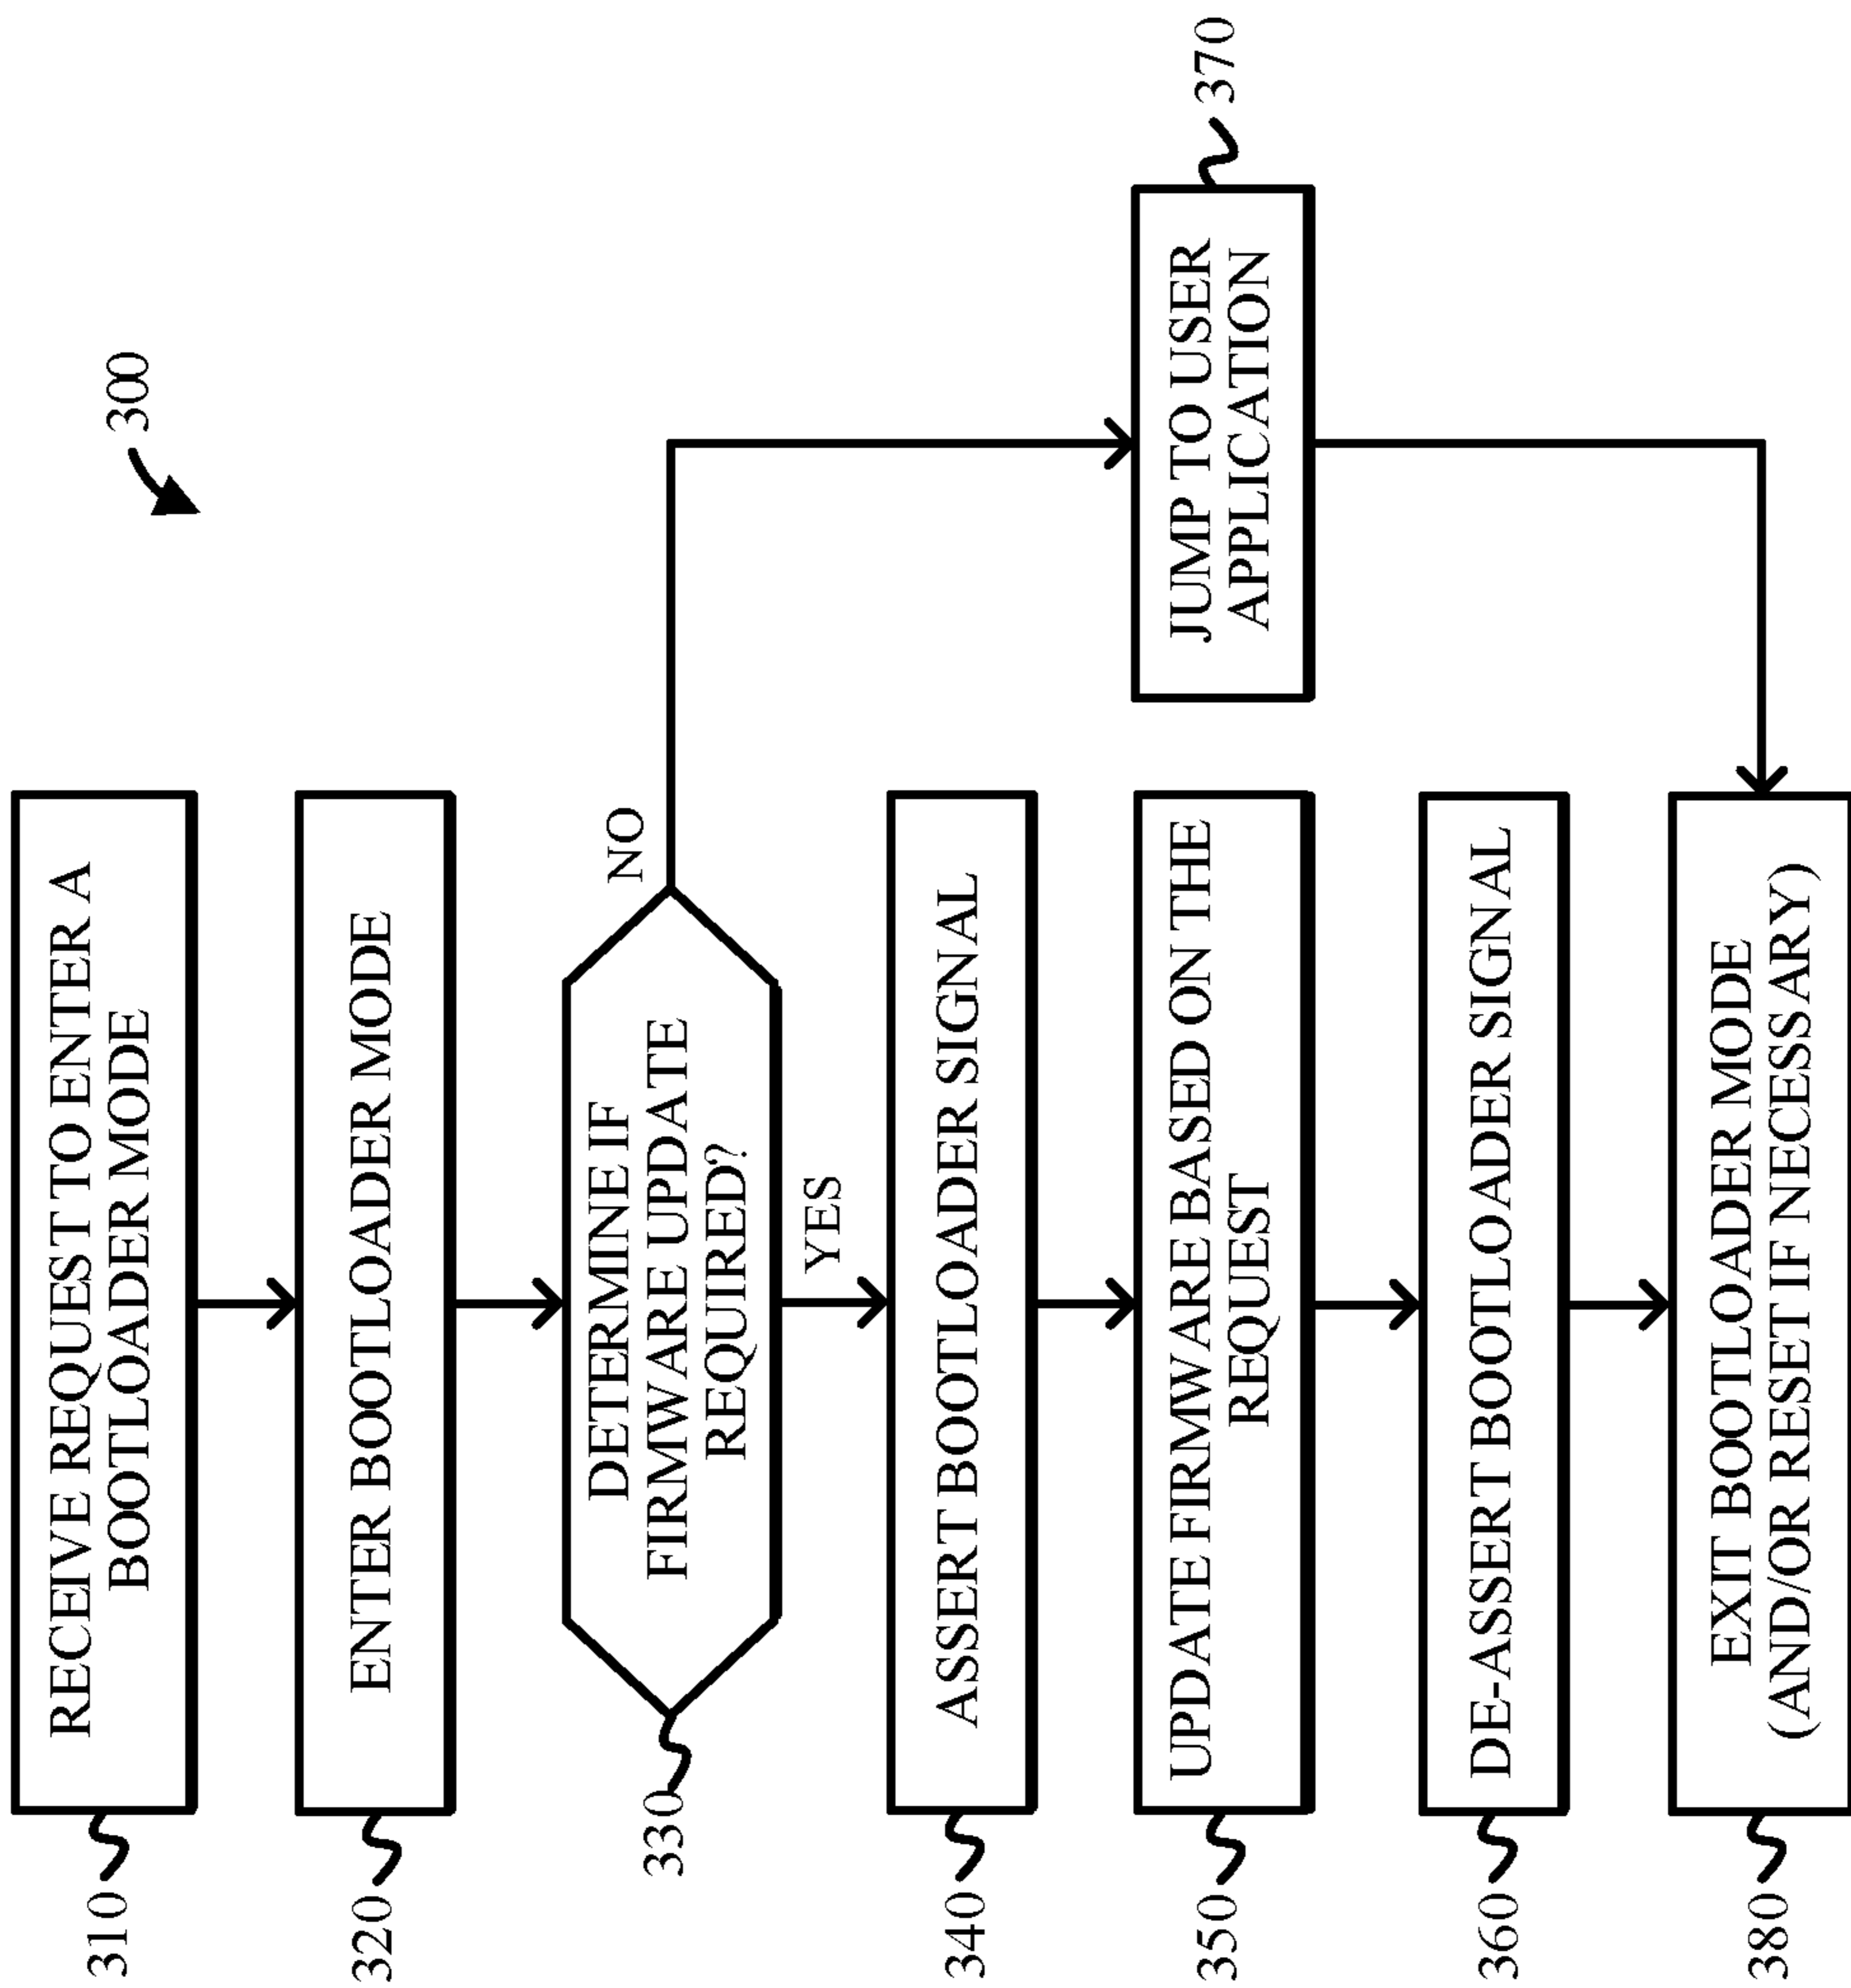 300
310
RECEIVE REQUEST TO ENTER A
BOOTLOADER MODE
320
ENTER BOOTLOADER MODE
330
DETERMINE IF
FIRMWARE UPDATE
REQUIRED?
NO
YES
340
ASSERT BOOTLOADER SIGNAL
350
UPDATE FIRMWARE BASED ON THE
REQUEST
JUMP TO USER
APPLICATION
370
360
DE-ASSERT BOOTLOADER SIGNAL
380
EXIT BOOTLOADER MODE
(AND/OR RESET IF NECESSARY)